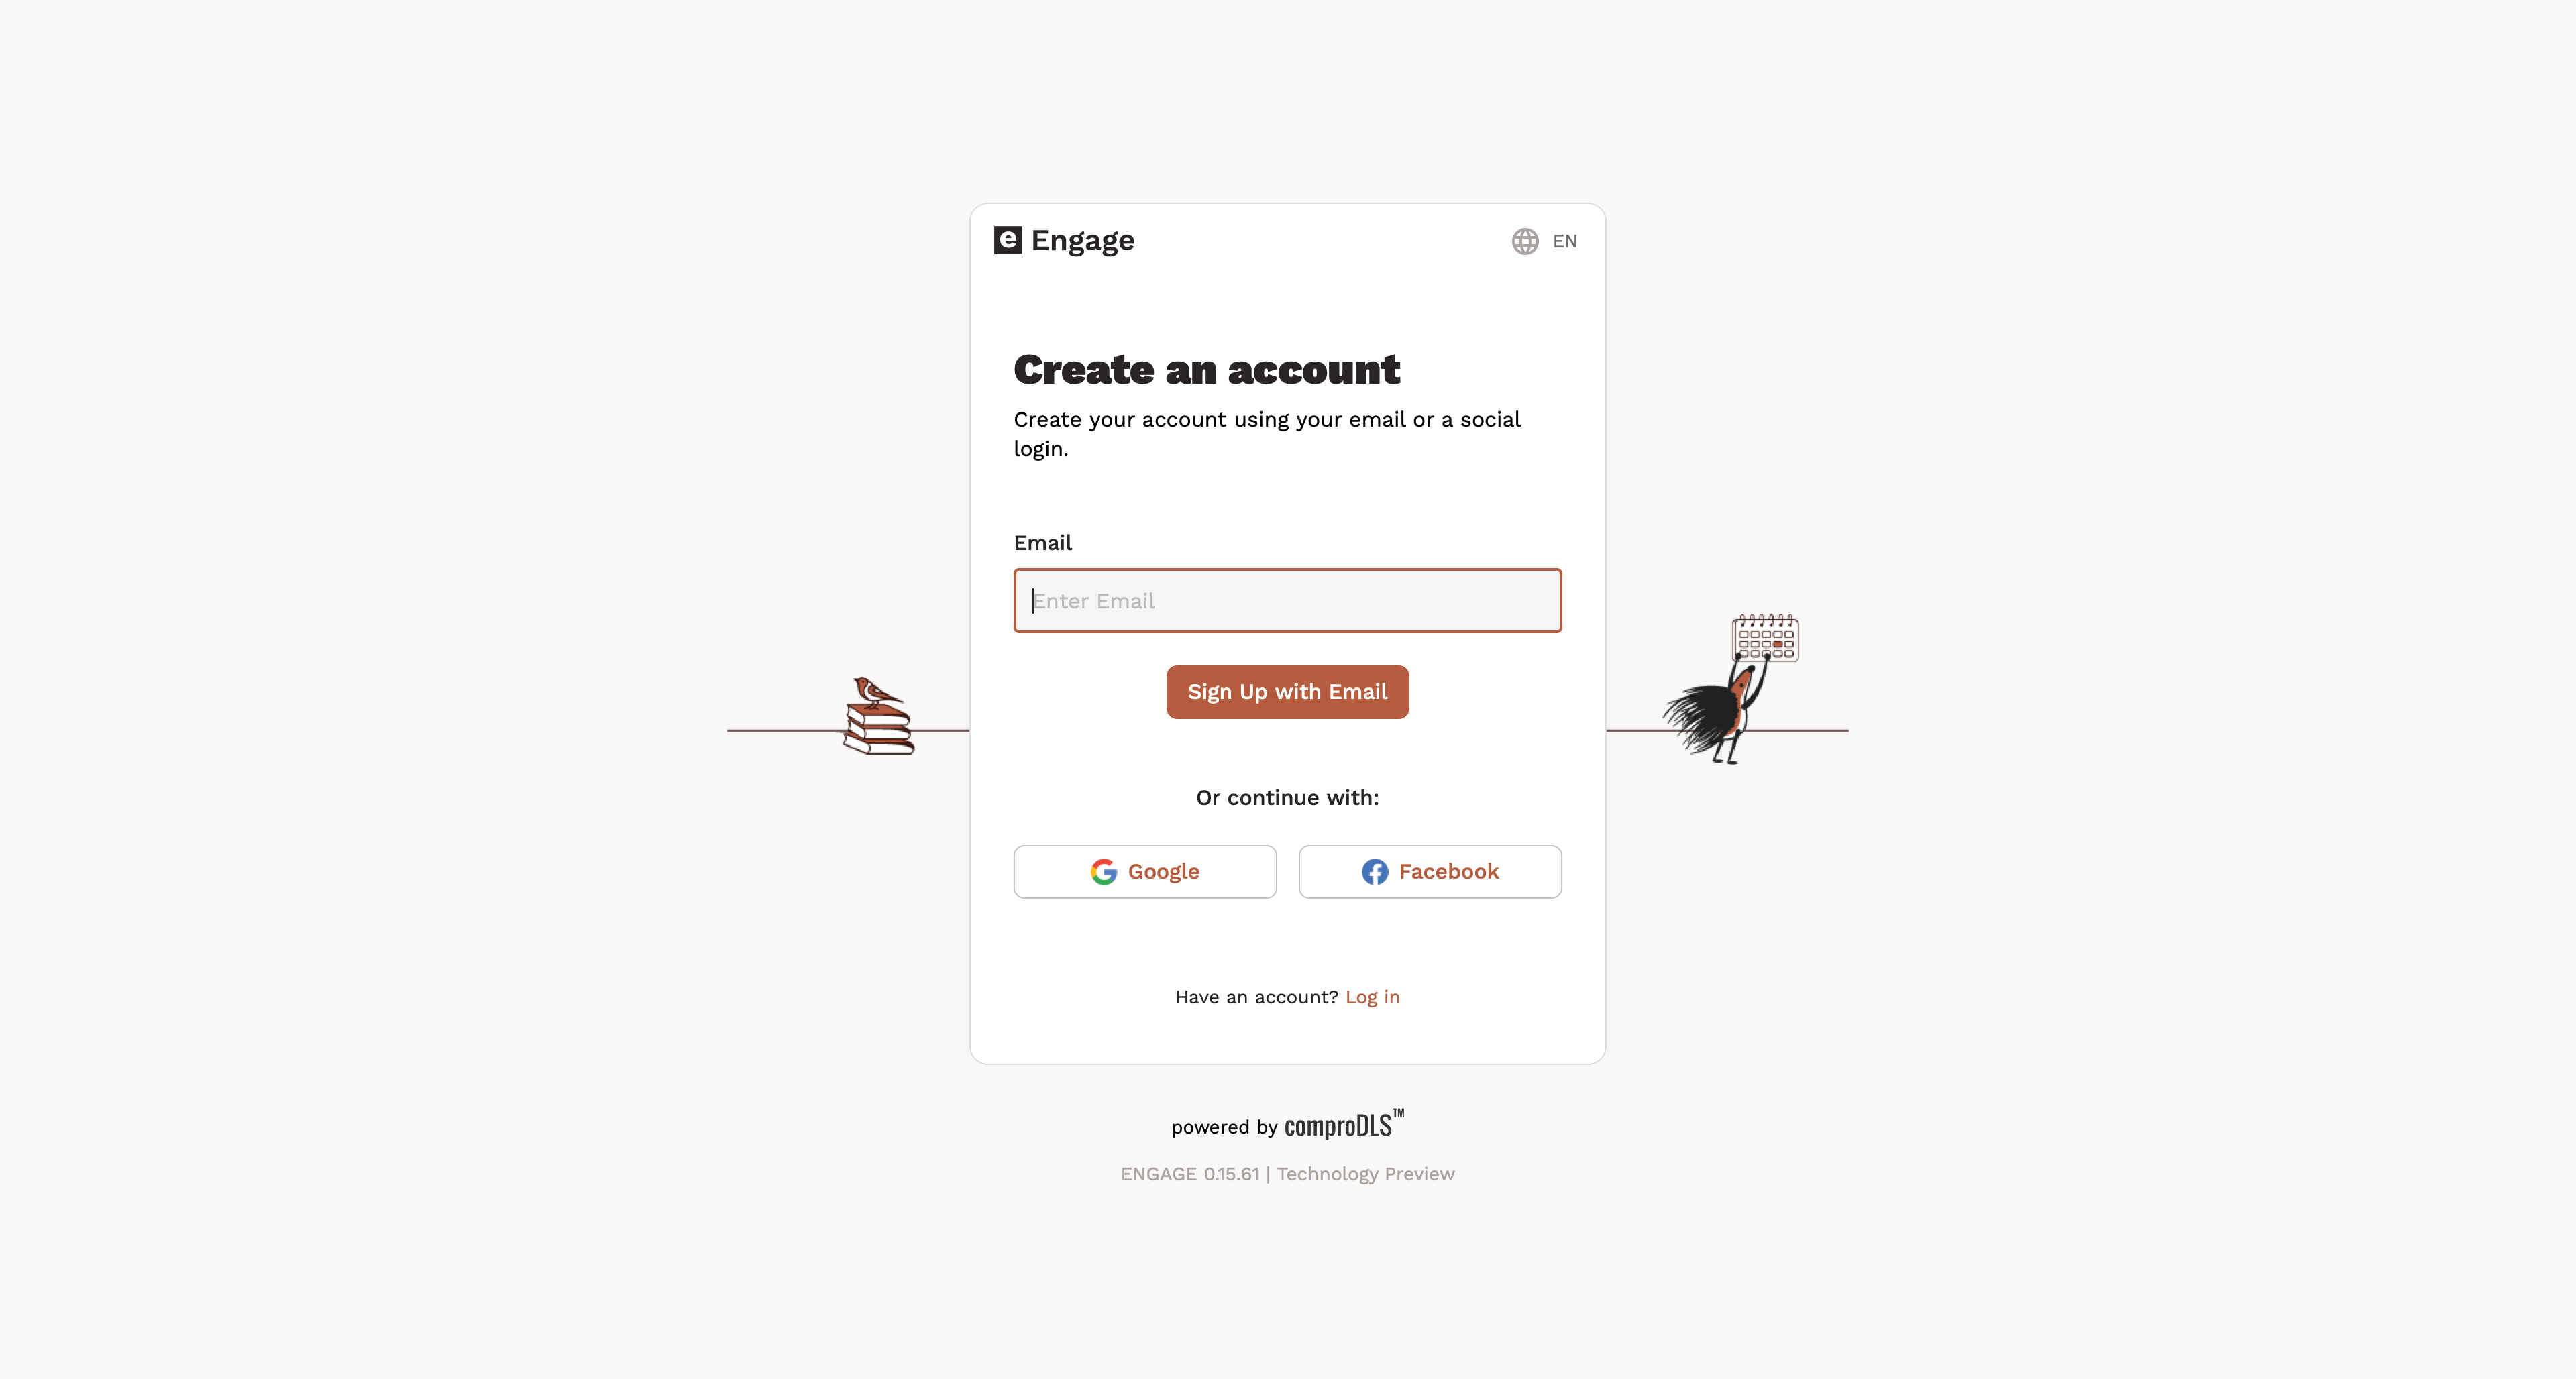 e Engage
EN
Create an account
Create your account using your email or a social
login.
Email
Enter Email
Sign Up with Email
Or continue with:
Google
Facebook
Have an account? Log in
powered by comproDLS™
ENGAGE 0.15.61 | Technology Preview